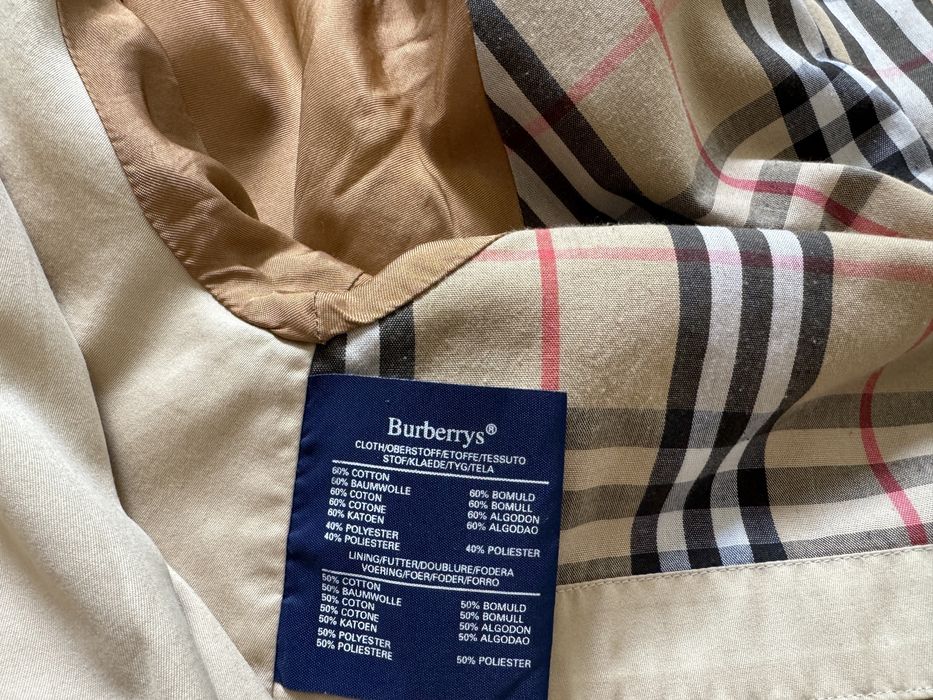 Burberrys®
CLOTH/OBERSTOFF/ETOFFE/TESSUTO
STOF/KLAEDE/TYG/TELA
60% COTTON
60% BAUMWOLLE 60% BOMULD
60% COTON 60% BOMULL
60% COTONE 60% ALGODON
60% KATOEN 60% ALGODAO
40% POLYESTER
40% POLIESTERE 40% POLIESTER
LINING/FUTTER/DOUBLURE/FODERA
VOERING/FOER/FODER/FORRO
50% COTTON
50% BAUMWOLLE 50% BOMULD
50% COTON 50% BOMULL
50% COTONE 50% ALGODON
50% KATOEN 50% ALGODAO
50% POLYESTER
50% POLIESTERE 50% POLIESTER